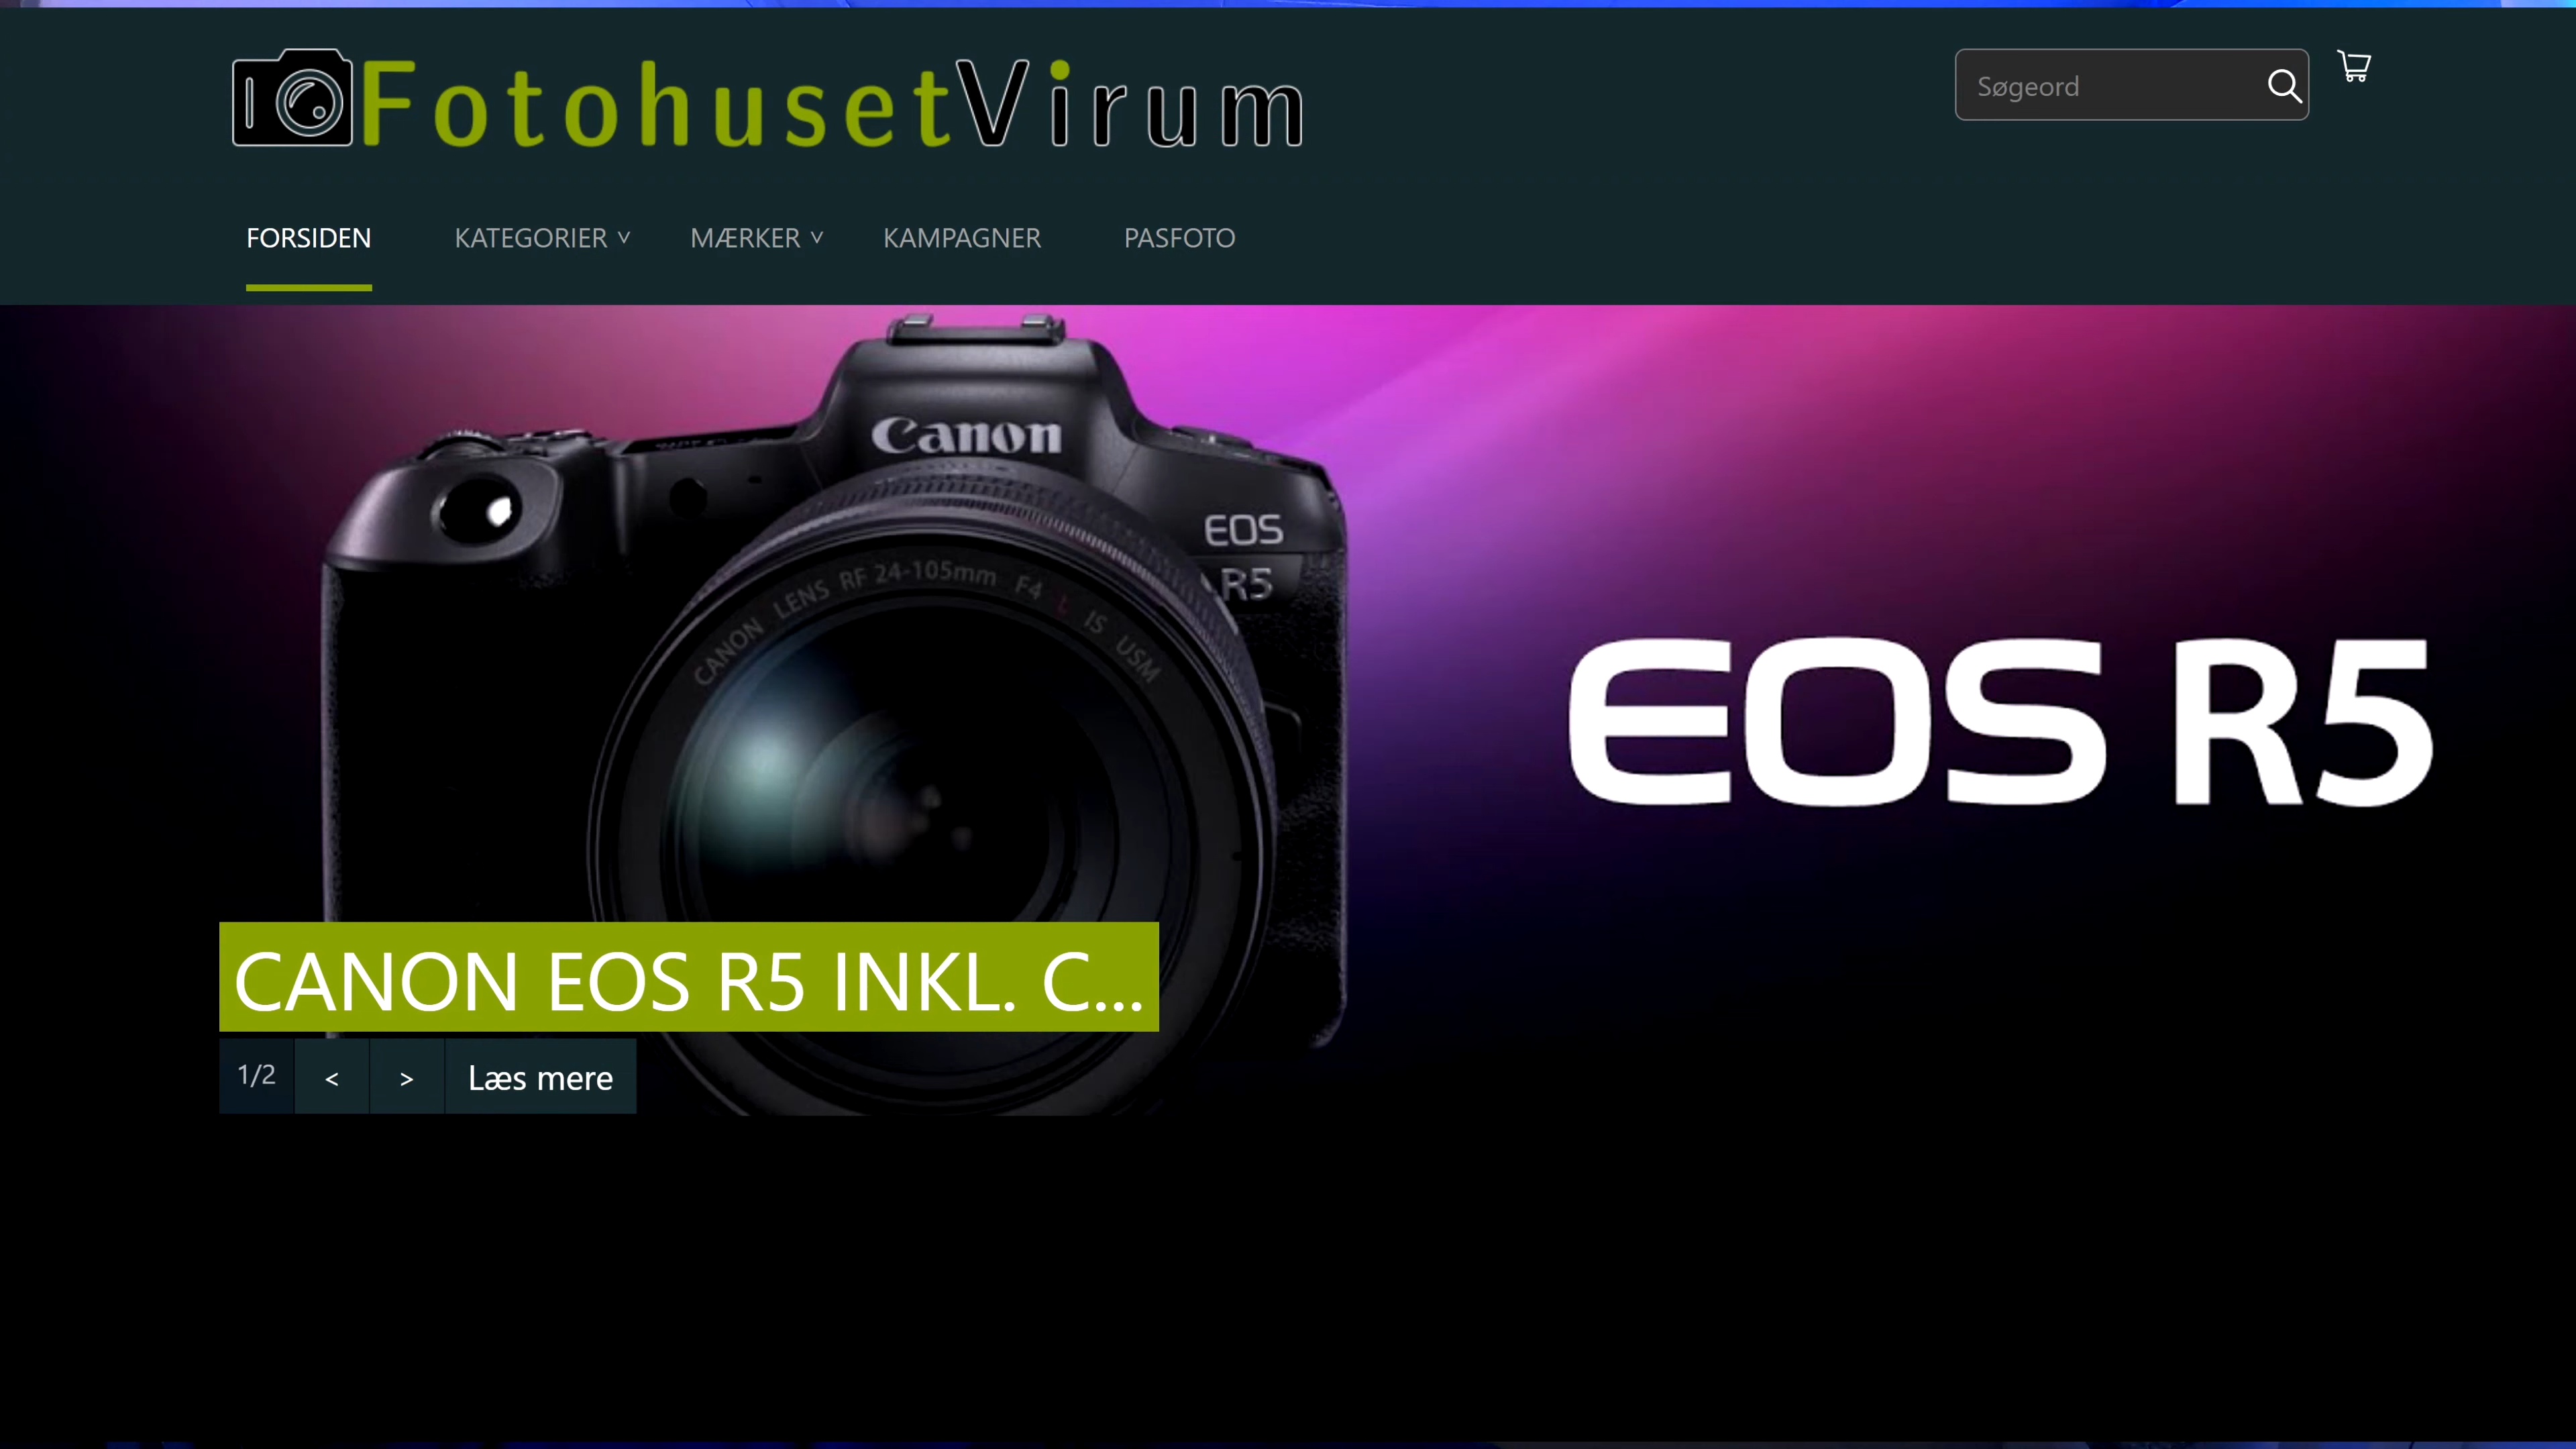 FotohusetVirum
Søgeord
FORSIDEN KATEGORIER ˅ MÆRKER ˅ KAMPAGNER PASFOTO
Canon
EOS
R5
CANON LENS RF 24-105mm F4 L IS USM
EOS R5
CANON EOS R5 INKL. C...
1/2 < > Læs mere